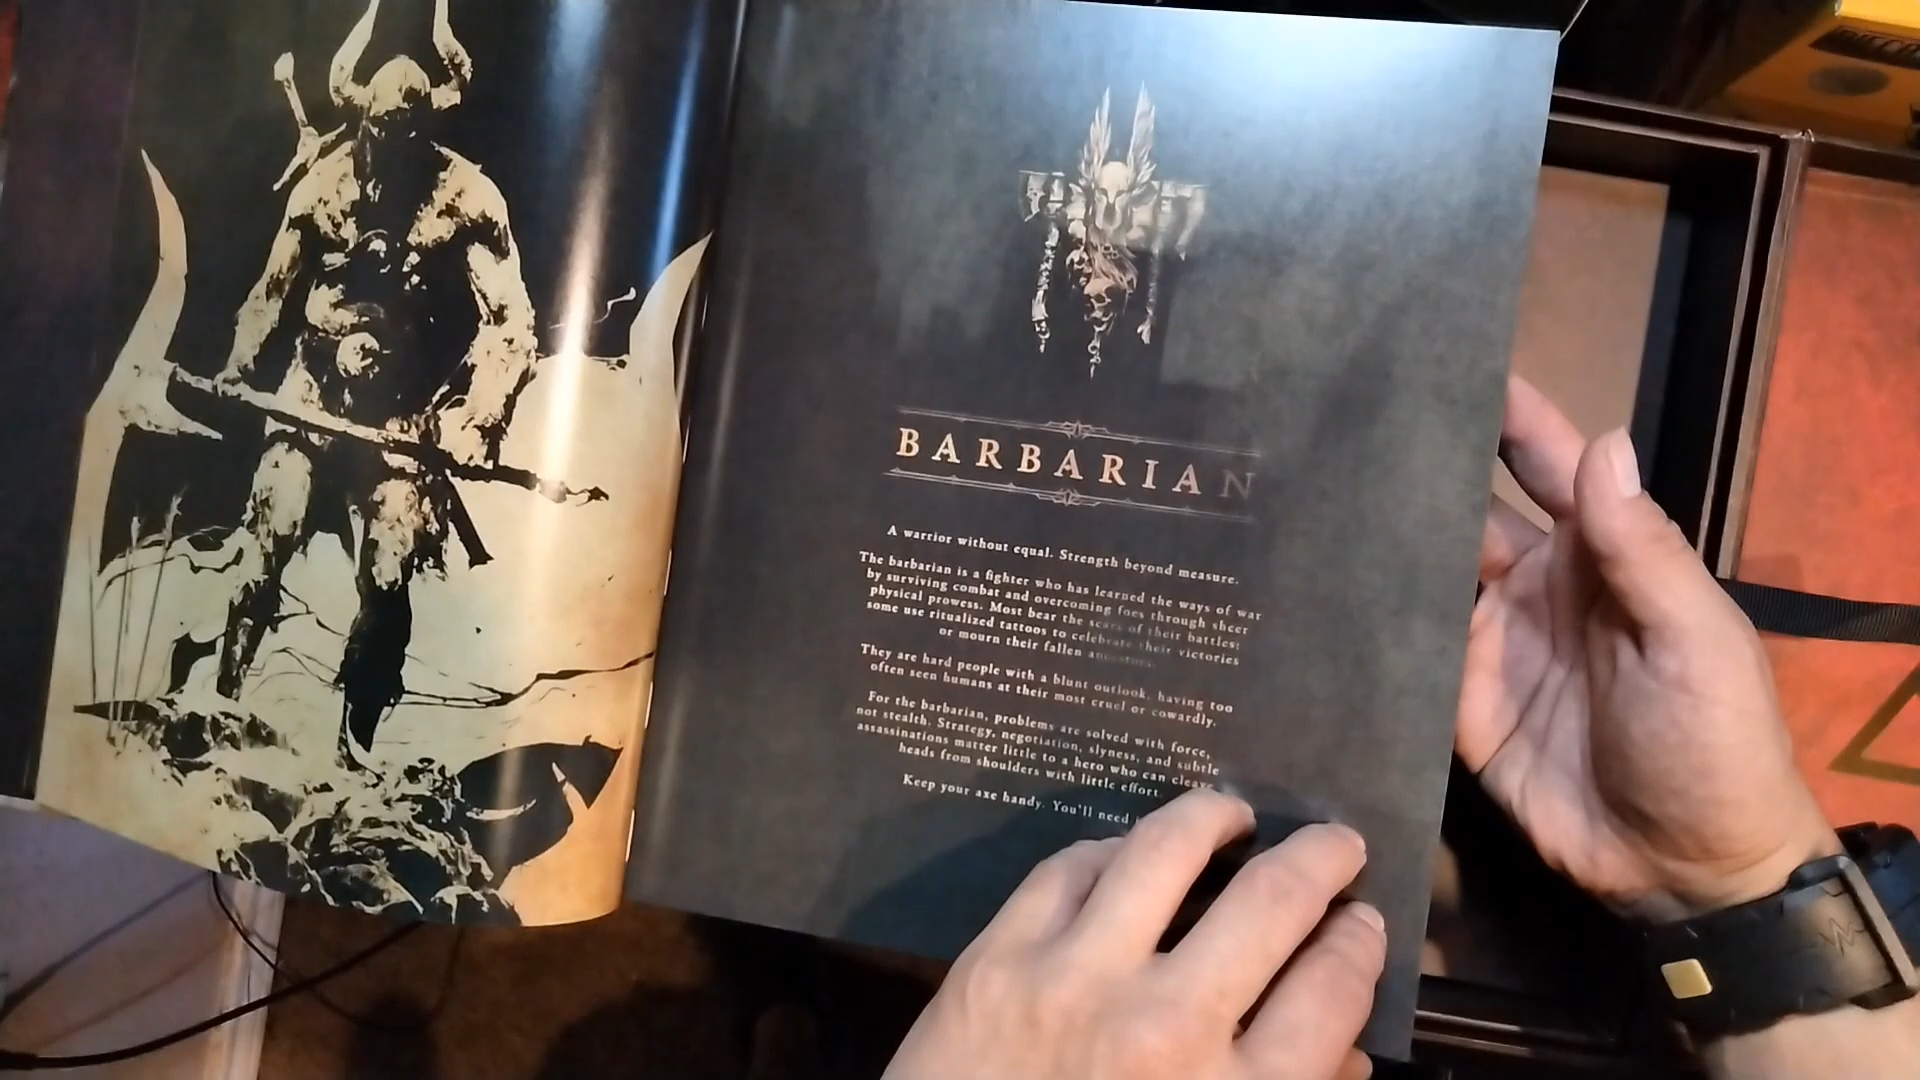 BARBARIAN
A warrior without equal. Strength beyond measure.
The barbarian is a fighter who has learned the ways of war
by surviving combat and overcoming foes through sheer
physical prowess. Most bear the scars of their battles;
some use ritualized tattoos to celebrate their victories
or mourn their fallen ancestors.
They are hard people with a blunt outlook, having too
often seen humans at their most cruel or cowardly.
For the barbarian, problems are solved with force,
not stealth. Strategy, negotiation, slyness, and subtle
assassinations matter little to a hero who can cleave
heads from shoulders with little effort.
Keep your axe handy. You'll need